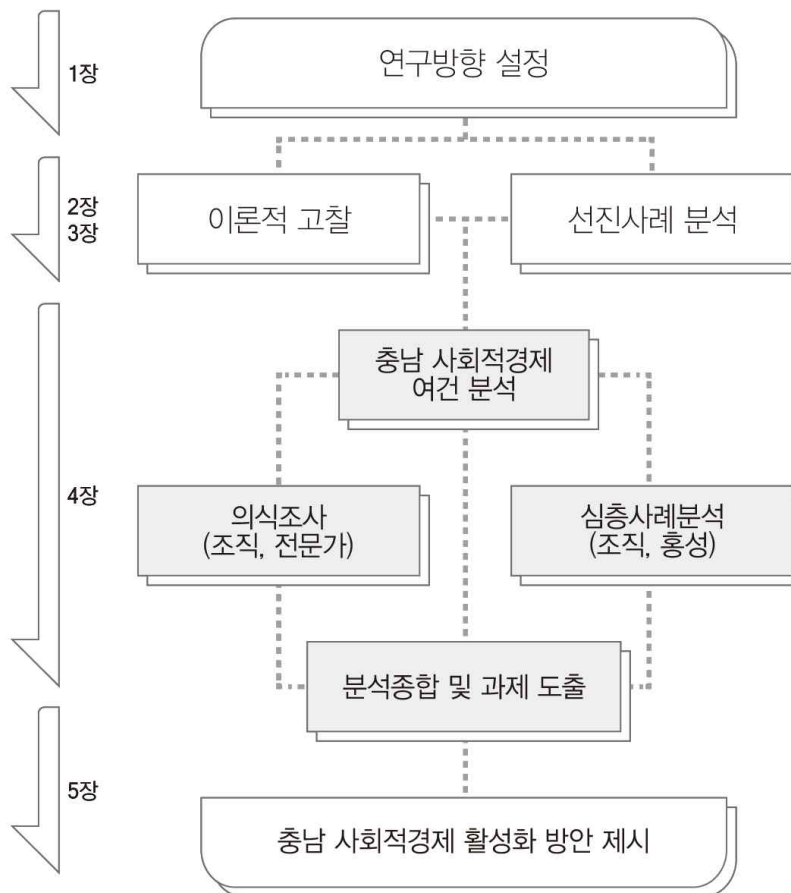 1장
연구방향 설정
2장
3장
이론적 고찰
선진사례 분석
충남 사회적경제
여건 분석
4장
의식조사
(조직, 전문가)
심층사례분석
(조직, 홍성)
분석종합 및 과제 도출
5장
충남 사회적경제 활성화 방안 제시